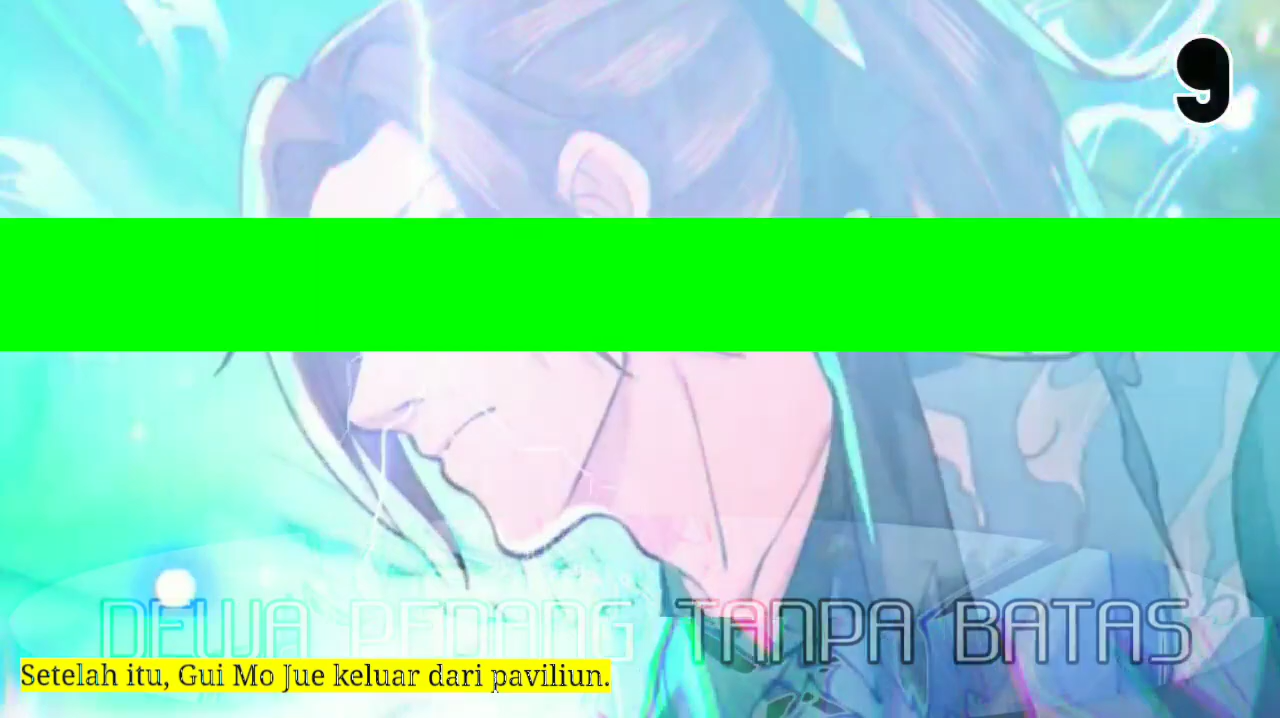 9
DEWA PEDANG TANPA BATAS
Setelah itu, Gui Mo Jue keluar dari paviliun.